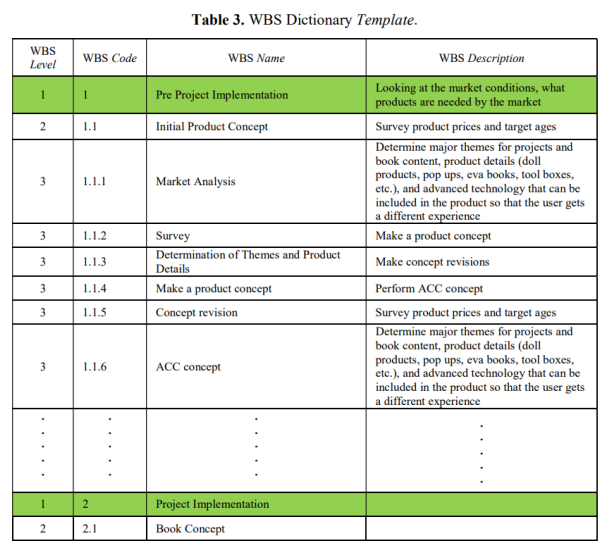 Table 3. WBS Dictionary Template.
WBS Level WBS Code WBS Name WBS Description
1 1 Pre Project Implementation Looking at the market conditions, what
products are needed by the market
2 1.1 Initial Product Concept Survey product prices and target ages
3 1.1.1 Market Analysis Determine major themes for projects and
book content, product details (doll
products, pop ups, eva books, tool boxes,
etc.), and advanced technology that can be
included in the product so that the user gets
a different experience
3 1.1.2 Survey Make a product concept
3 1.1.3 Determination of Themes and Product
Details Make concept revisions
3 1.1.4 Make a product concept Perform ACC concept
3 1.1.5 Concept revision Survey product prices and target ages
3 1.1.6 ACC concept Determine major themes for projects and
book content, product details (doll
products, pop ups, eva books, tool boxes,
etc.), and advanced technology that can be
included in the product so that the user gets
a different experience
. . . .
. . . .
. . . .
. . . .
. . . .
1 2 Project Implementation
2 2.1 Book Concept